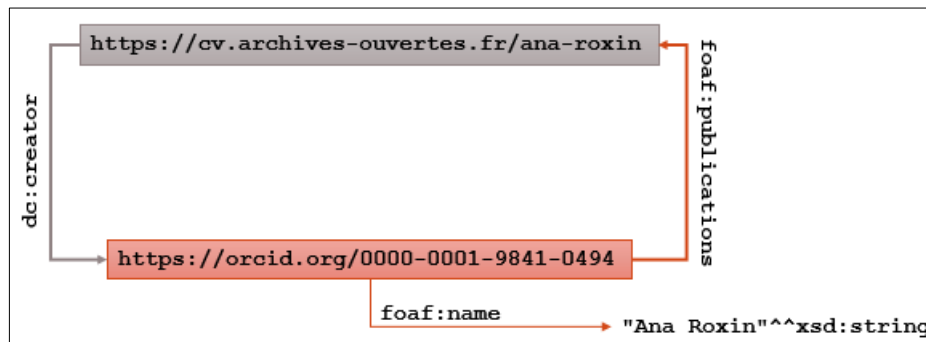 https://cv.archives-ouvertes.fr/ana-roxin
dc:creator
foaf:publications
https://orcid.org/0000-0001-9841-0494
foaf:name
"Ana Roxin"^^xsd:string